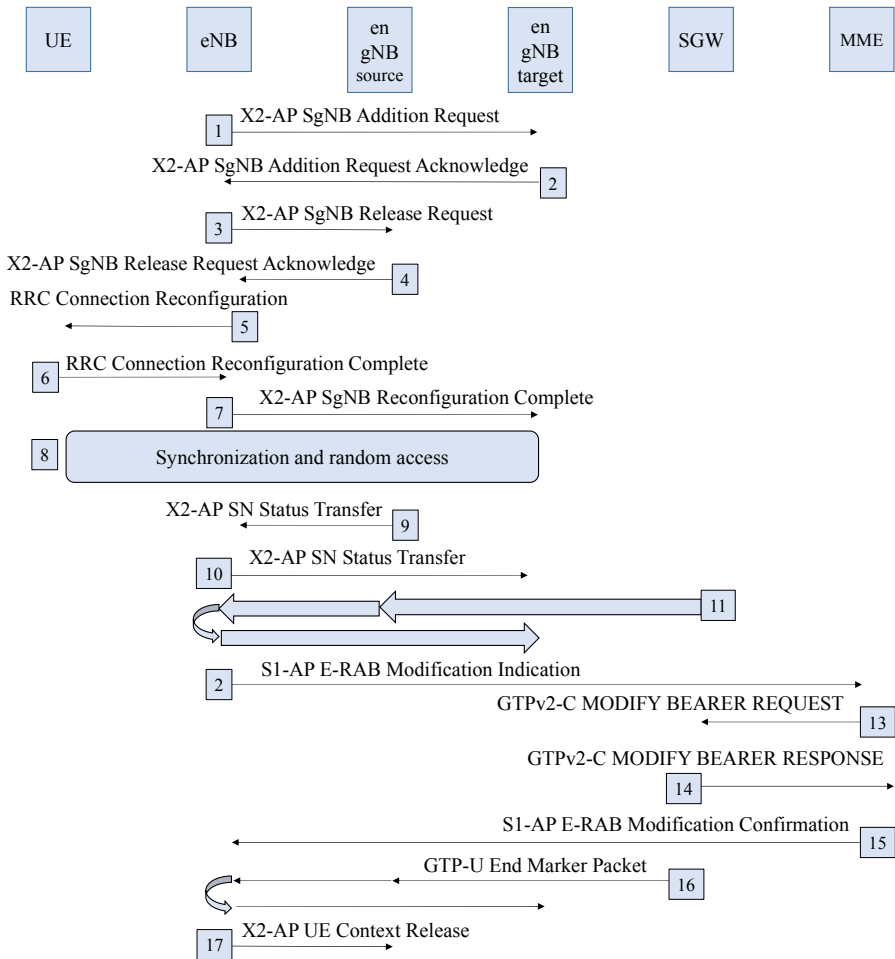 UE
eNB
en
gNB
source
en
gNB
target
SGW
MME
X2-AP SgNB Addition Request
1
X2-AP SgNB Addition Request Acknowledge
2
X2-AP SgNB Release Request
3
X2-AP SgNB Release Request Acknowledge
4
RRC Connection Reconfiguration
5
RRC Connection Reconfiguration Complete
6
X2-AP SgNB Reconfiguration Complete
7
8
Synchronization and random access
X2-AP SN Status Transfer
9
X2-AP SN Status Transfer
10
11
S1-AP E-RAB Modification Indication
2
GTPv2-C MODIFY BEARER REQUEST
13
GTPv2-C MODIFY BEARER RESPONSE
14
S1-AP E-RAB Modification Confirmation
15
GTP-U End Marker Packet
16
X2-AP UE Context Release
17